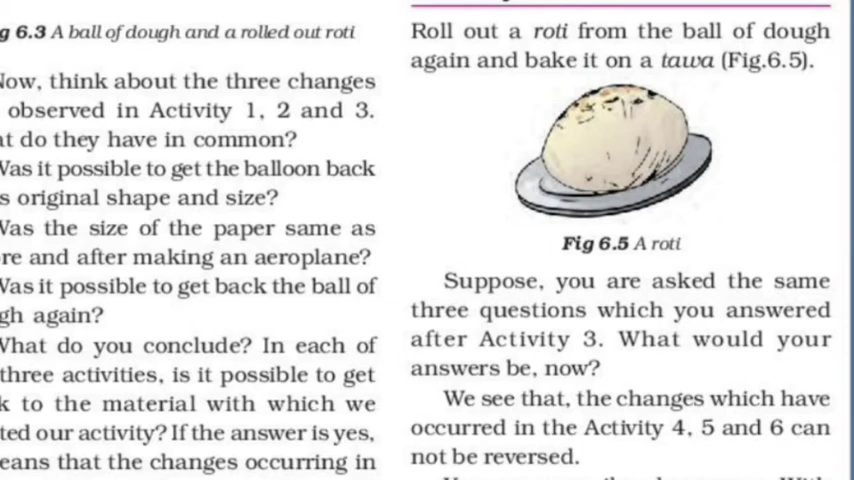 g 6.3 A ball of dough and a rolled out roti
Now, think about the three changes
observed in Activity 1, 2 and 3.
at do they have in common?
Was it possible to get the balloon back
s original shape and size?
Was the size of the paper same as
re and after making an aeroplane?
Was it possible to get back the ball of
gh again?
What do you conclude? In each of
three activities, is it possible to get
k to the material with which we
ted our activity? If the answer is yes,
eans that the changes occurring in
Roll out a roti from the ball of dough
again and bake it on a tawa (Fig.6.5).
Fig 6.5 A roti
Suppose, you are asked the same
three questions which you answered
after Activity 3. What would your
answers be, now?
We see that, the changes which have
occurred in the Activity 4, 5 and 6 can
not be reversed.